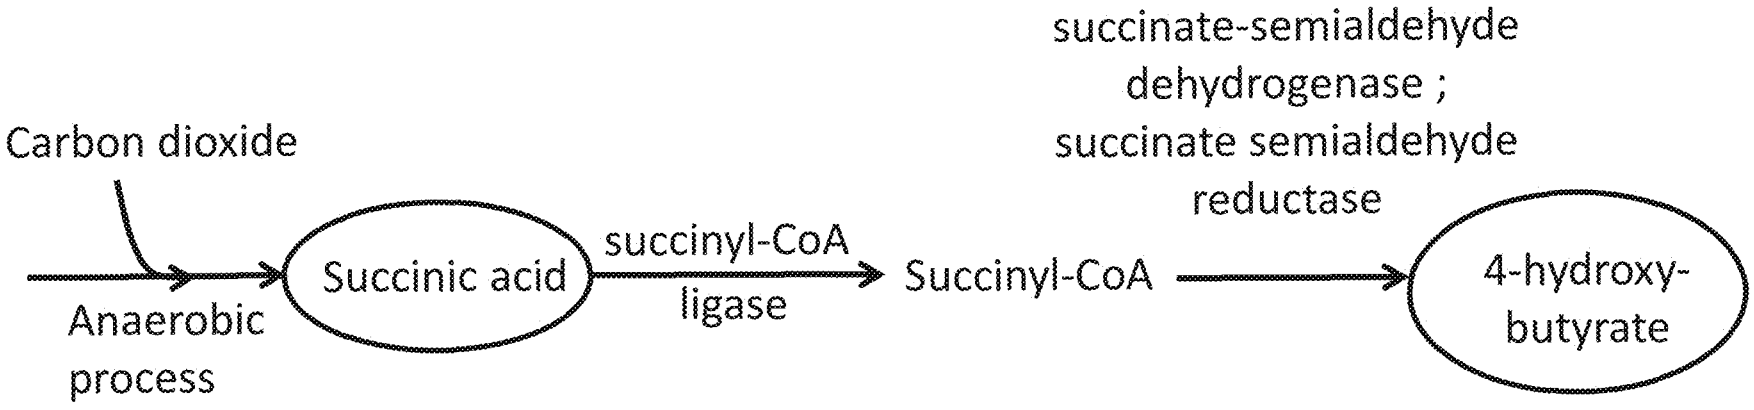 succinate-semialdehyde
dehydrogenase ;
succinate semialdehyde
reductase
Carbon dioxide
Anaerobic
process
Succinic acid
succinyl-CoA
ligase
Succinyl-CoA
4-hydroxy-
butyrate